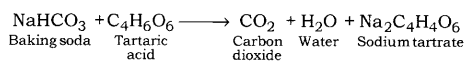 NaHCO₃ + C₄H₆O₆ ⟶ CO₂ + H₂O + Na₂C₄H₄O₆
Baking soda Tartaric acid Carbon dioxide Water Sodium tartrate